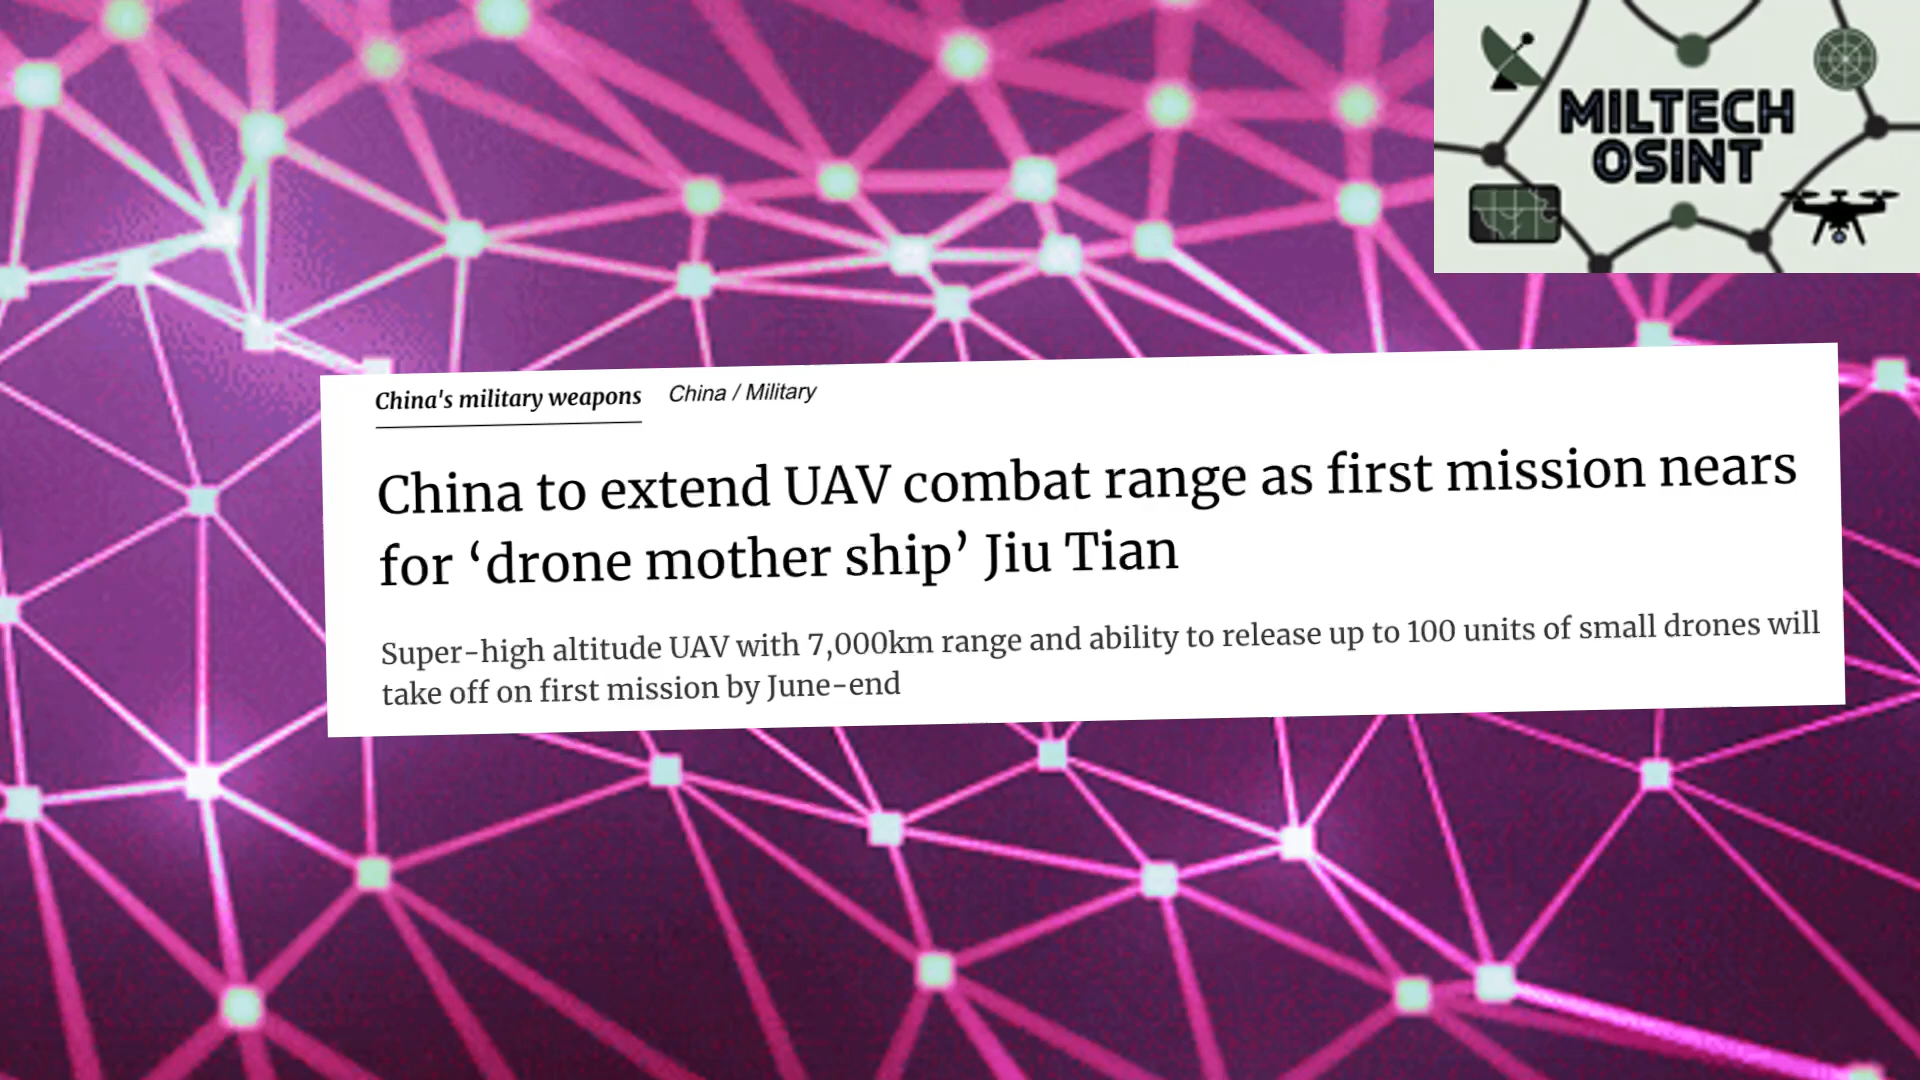 MILTECH
OSINT
China's military weapons China / Military
China to extend UAV combat range as first mission nears
for ‘drone mother ship’ Jiu Tian
Super-high altitude UAV with 7,000km range and ability to release up to 100 units of small drones will
take off on first mission by June-end